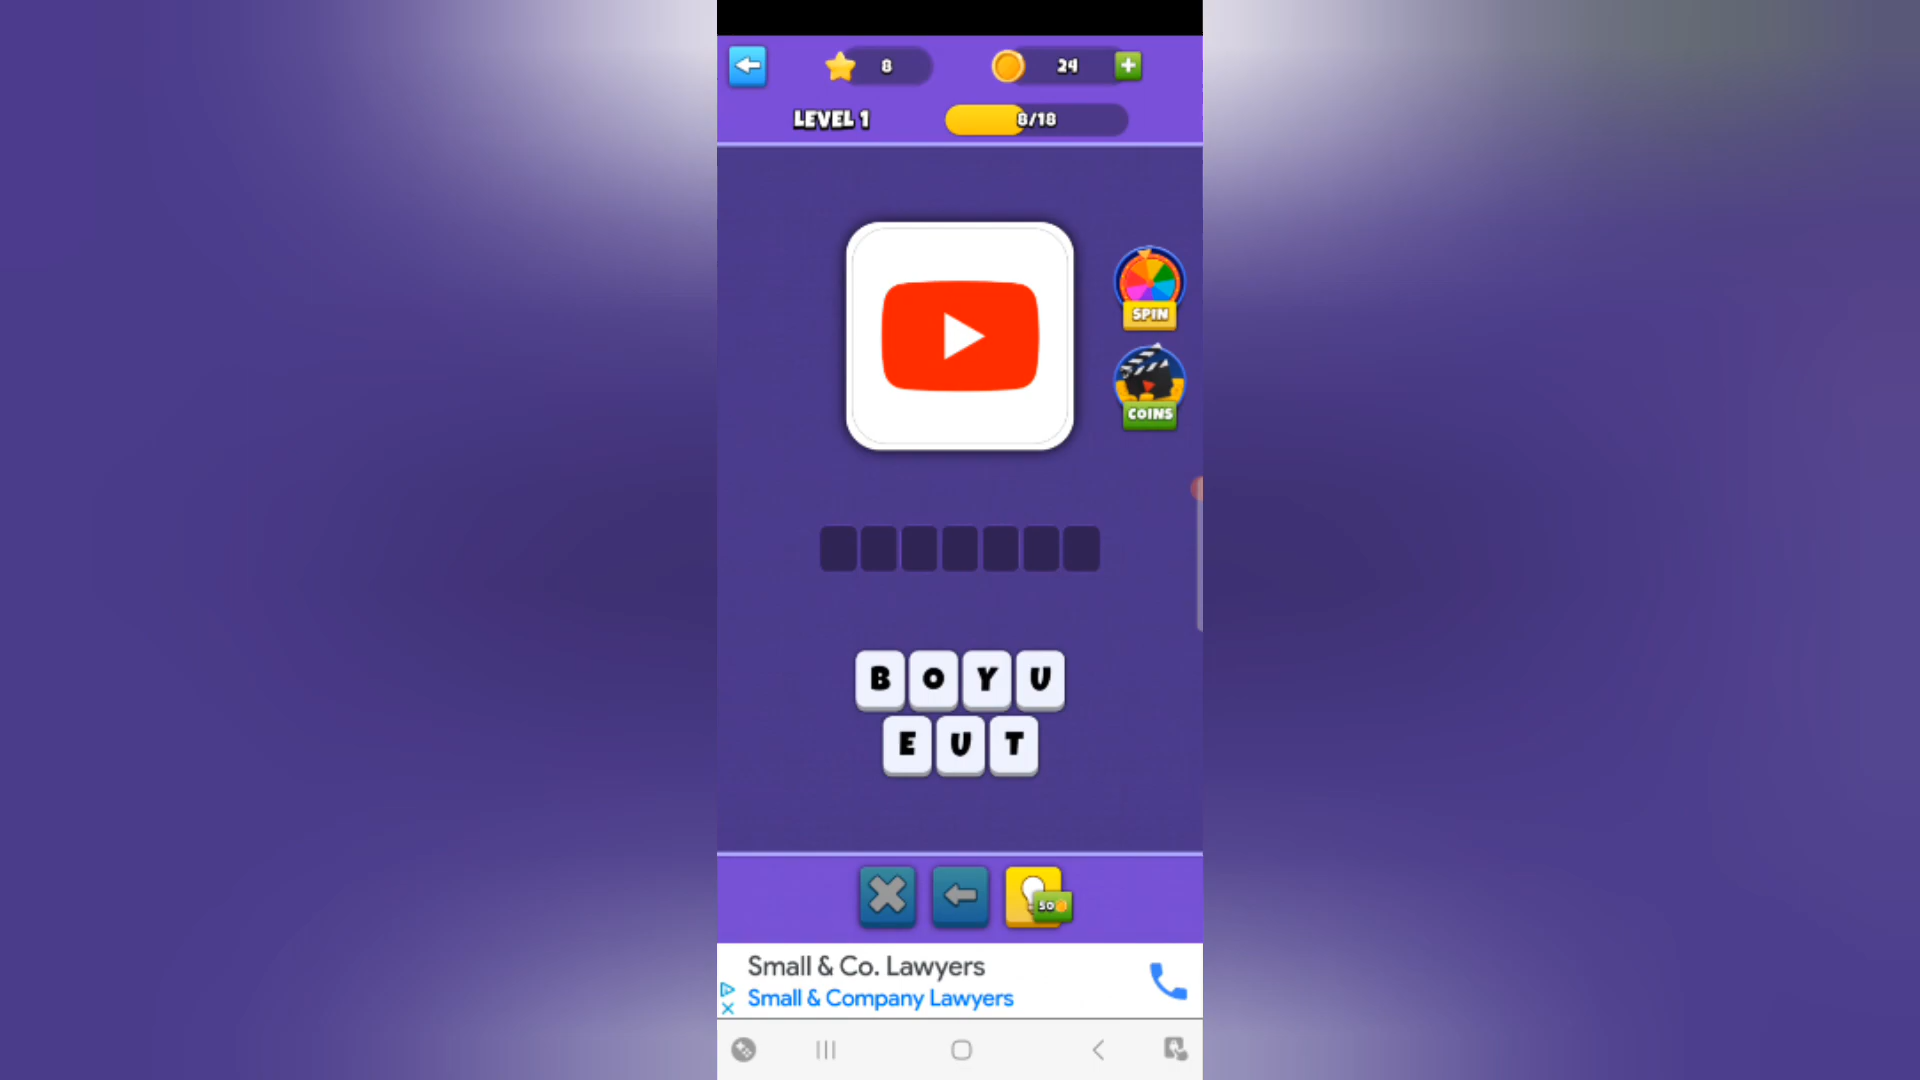 8
24
LEVEL 1
8/18
SPIN
COINS
B O Y U
E U T
50
Small & Co. Lawyers
Small & Company Lawyers